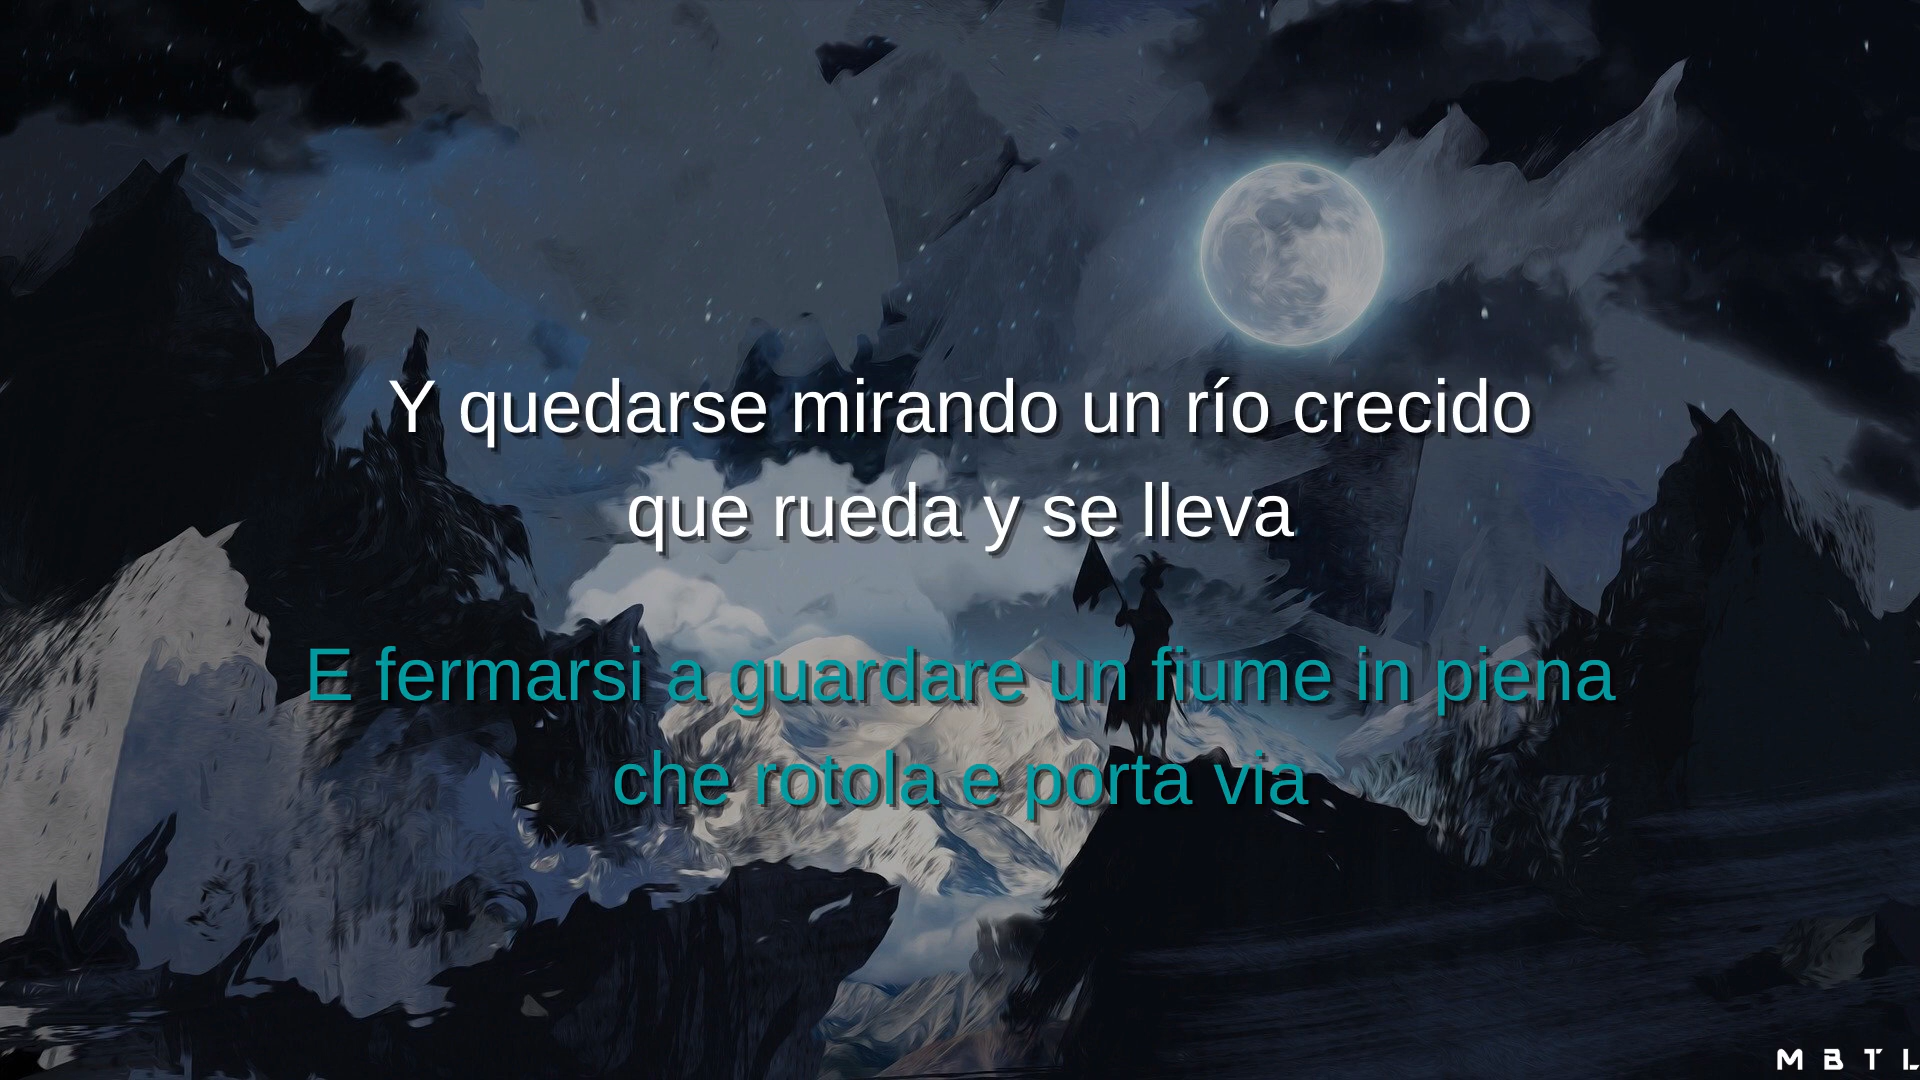 Y quedarse mirando un río crecido
que rueda y se lleva
E fermarsi a guardare un fiume in piena
che rotola e porta via
MBTL